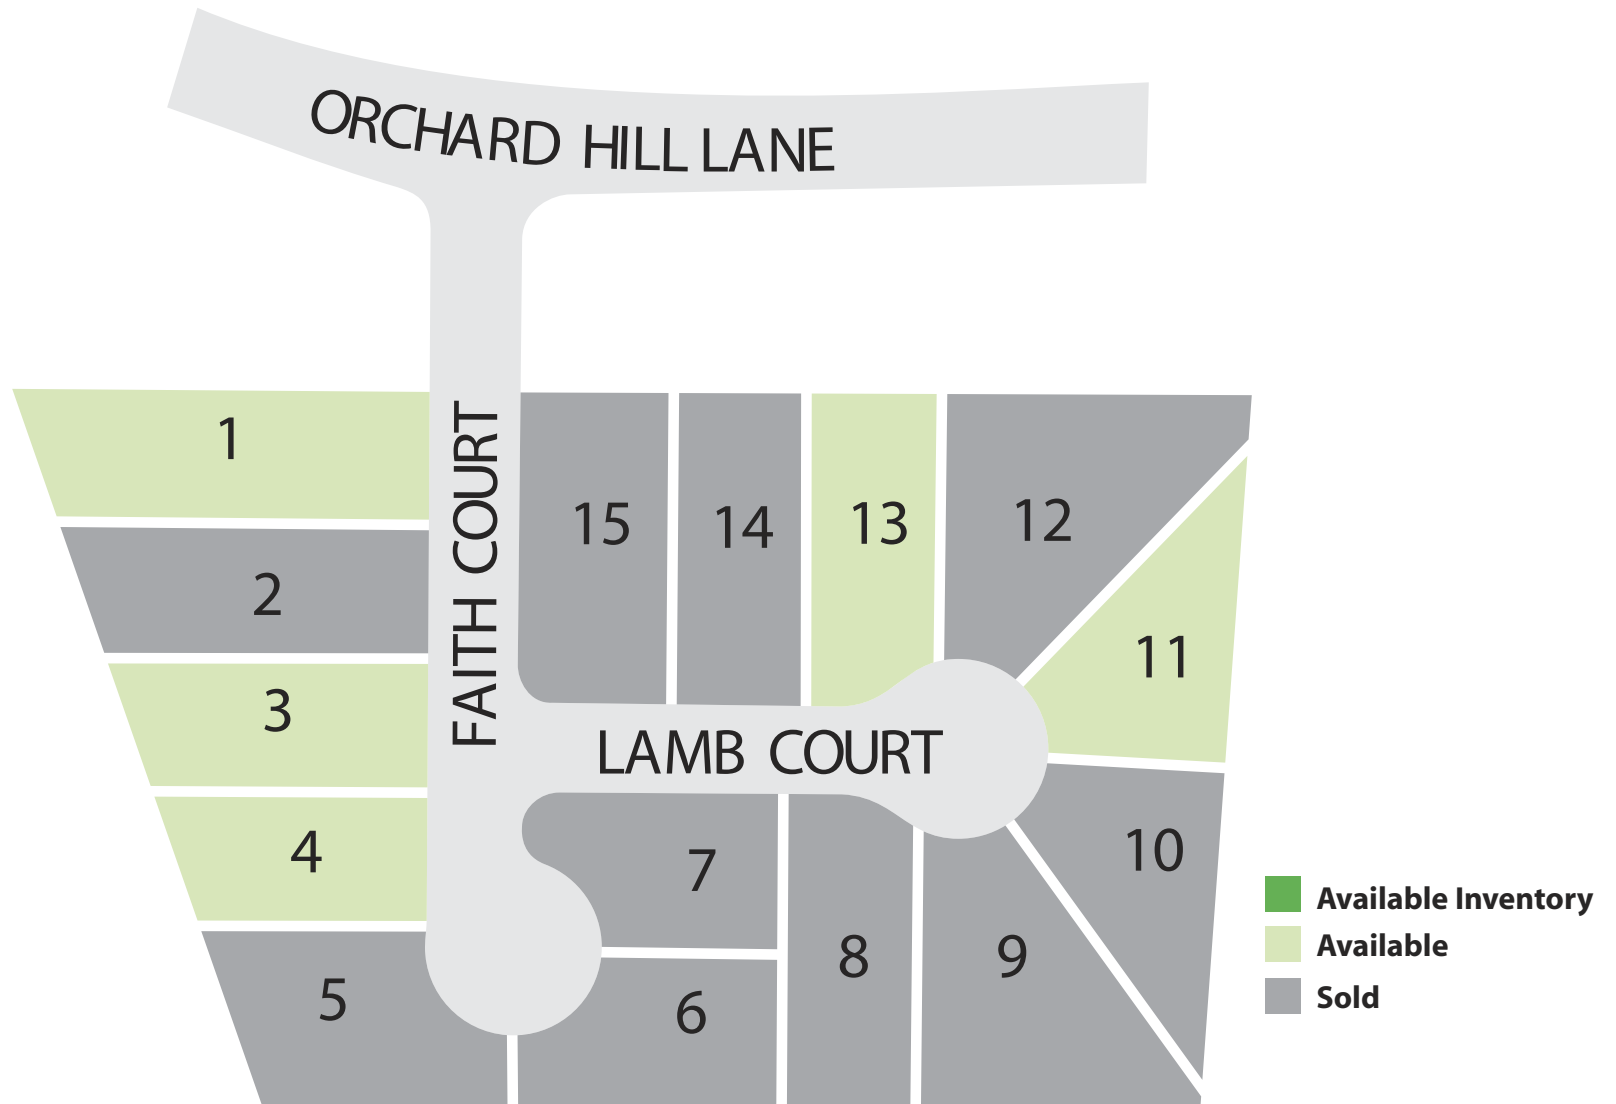 ORCHARD HILL LANE
FAITH COURT
1
15
14
13
12
2
11
3
LAMB COURT
4
7
10
8
9
5
6
Available Inventory
Available
Sold